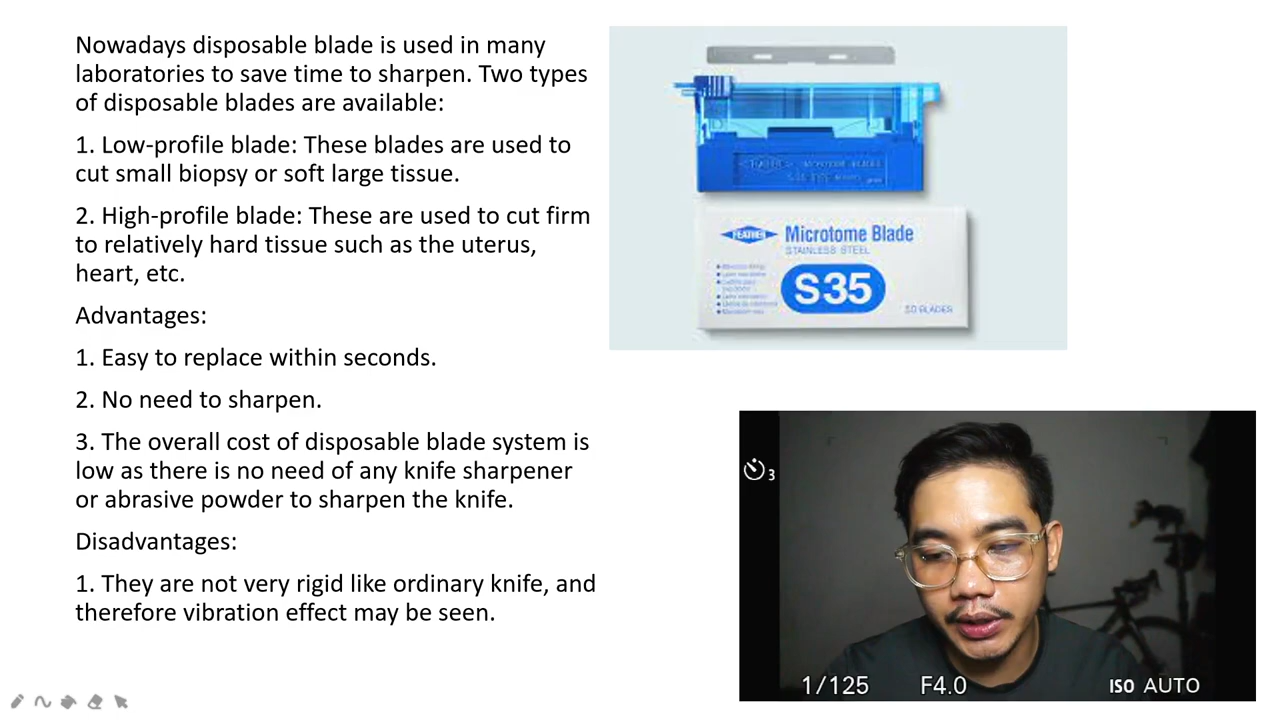 Nowadays disposable blade is used in many
laboratories to save time to sharpen. Two types
of disposable blades are available:
1. Low-profile blade: These blades are used to
cut small biopsy or soft large tissue.
2. High-profile blade: These are used to cut firm
to relatively hard tissue such as the uterus,
heart, etc.
Advantages:
1. Easy to replace within seconds.
2. No need to sharpen.
3. The overall cost of disposable blade system is
low as there is no need of any knife sharpener
or abrasive powder to sharpen the knife.
Disadvantages:
1. They are not very rigid like ordinary knife, and
therefore vibration effect may be seen.
FEATHER
Microtome Blade
STAINLESS STEEL
S35
50 BLADES
3
1/125 F4.0 ISO AUTO